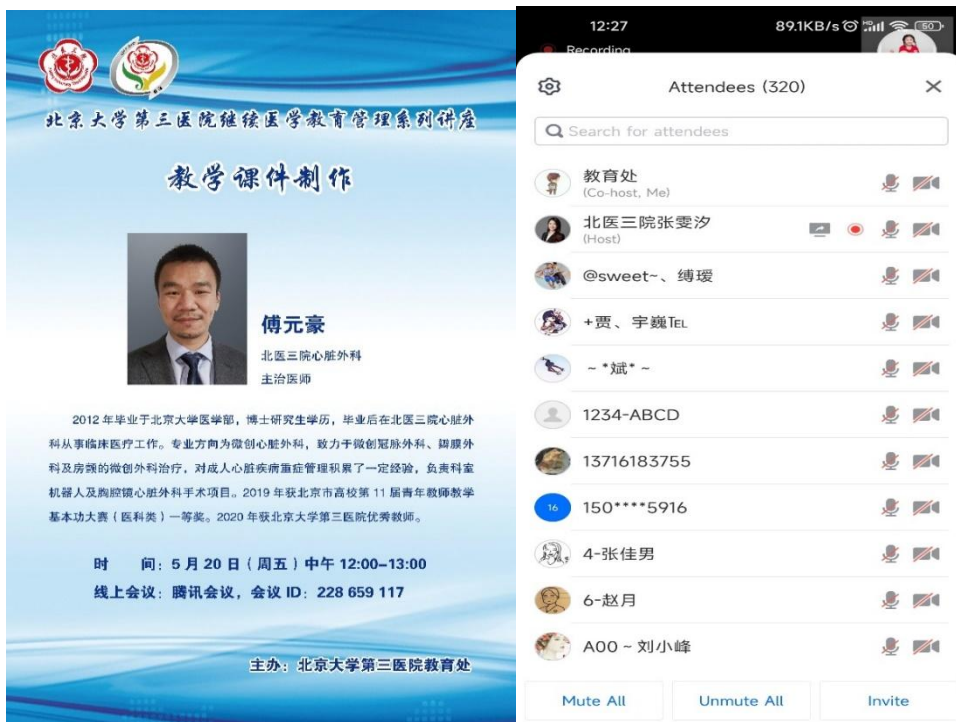 北京大学第三医院继续医学教育管理系列讲座
教学课件制作
傅元豪
北医三院心脏外科
主治医师
2012 年毕业于北京大学医学部，博士研究生学历，毕业后在北医三院心脏外
科从事临床医疗工作。专业方向为微创心脏外科，致力于微创冠脉外科、瓣膜外
科及房颤的微创外科治疗，对成人心脏疾病重症管理积累了一定经验，负责科室
机器人及胸腔镜心脏外科手术项目。2019 年获北京市高校第 11 届青年教师教学
基本功大赛（医科类）一等奖。2020 年获北京大学第三医院优秀教师。
时 间：5 月 20 日（周五）中午 12:00–13:00
线上会议：腾讯会议，会议 ID：228 659 117
主办：北京大学第三医院教育处
12:27
89.1KB/s
HD
50
Recording
Attendees (320)
Search for attendees
教育处
(Co-host, Me)
北医三院张雯汐
(Host)
@sweet~、缚瑷
+贾、宇巍TEL
~ *斌* ~
1234-ABCD
13716183755
16 150****5916
4-张佳男
6-赵月
A00 ~ 刘小峰
Mute All
Unmute All
Invite